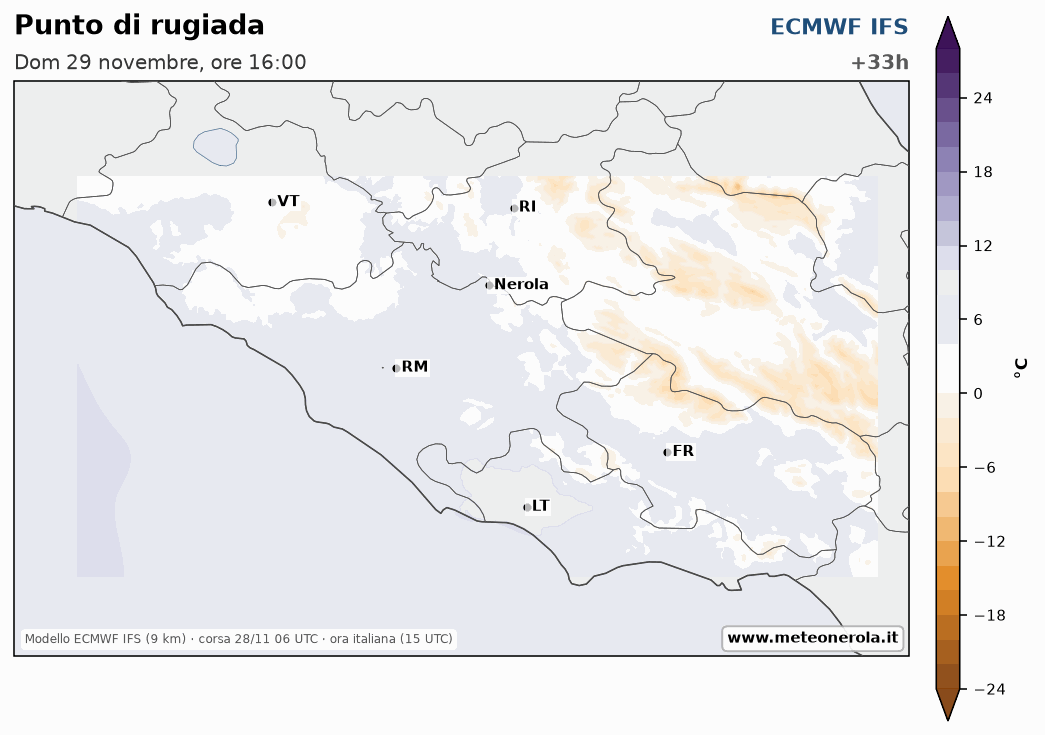 Punto di rugiada
ECMWF IFS
Dom 29 novembre, ore 16:00
+33h
24
18
12
6
0
−6
−12
−18
−24
°C
VT
RI
Nerola
RM
FR
LT
Modello ECMWF IFS (9 km) · corsa 28/11 06 UTC · ora italiana (15 UTC)
www.meteonerola.it